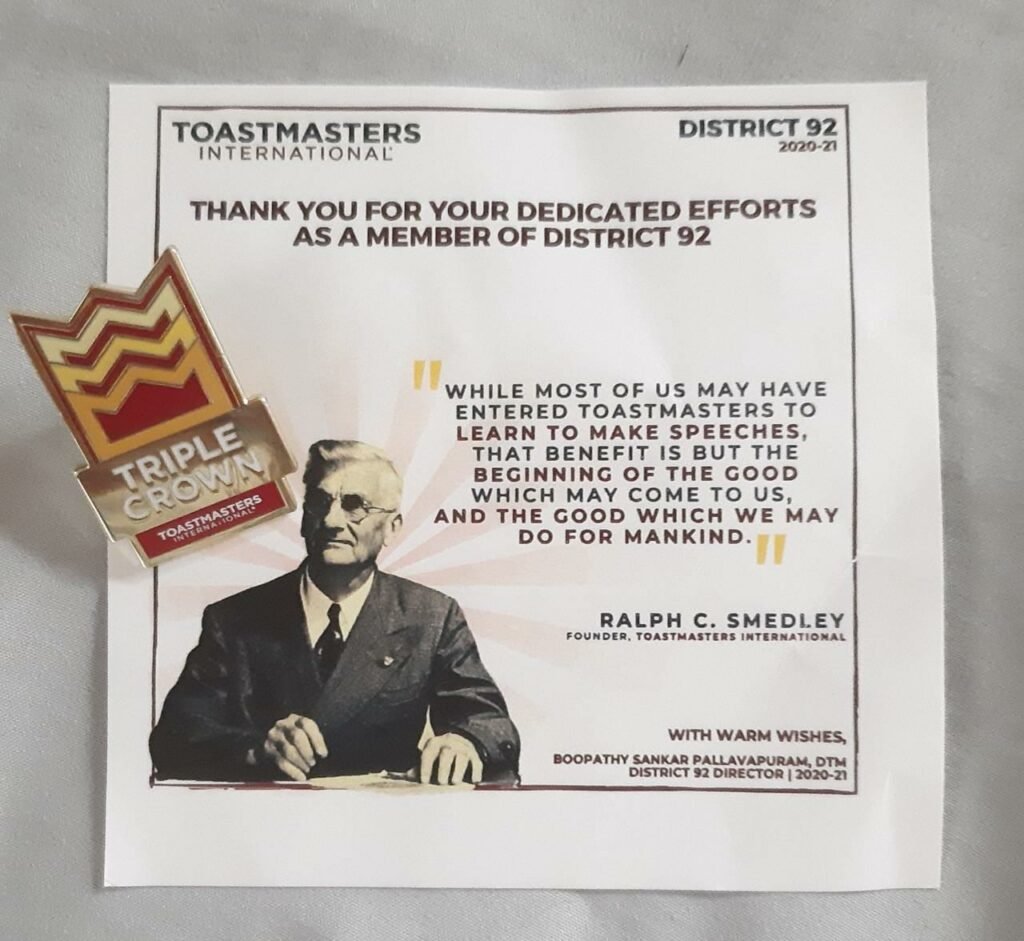 TOASTMASTERS
INTERNATIONAL
DISTRICT 92
2020-21
THANK YOU FOR YOUR DEDICATED EFFORTS
AS A MEMBER OF DISTRICT 92
TRIPLE
CROWN
TOASTMASTERS
INTERNATIONAL
"WHILE MOST OF US MAY HAVE
ENTERED TOASTMASTERS TO
LEARN TO MAKE SPEECHES,
THAT BENEFIT IS BUT THE
BEGINNING OF THE GOOD
WHICH MAY COME TO US,
AND THE GOOD WHICH WE MAY
DO FOR MANKIND."
RALPH C. SMEDLEY
FOUNDER, TOASTMASTERS INTERNATIONAL
WITH WARM WISHES,
BOOPATHY SANKAR PALLAVAPURAM, DTM
DISTRICT 92 DIRECTOR | 2020-21